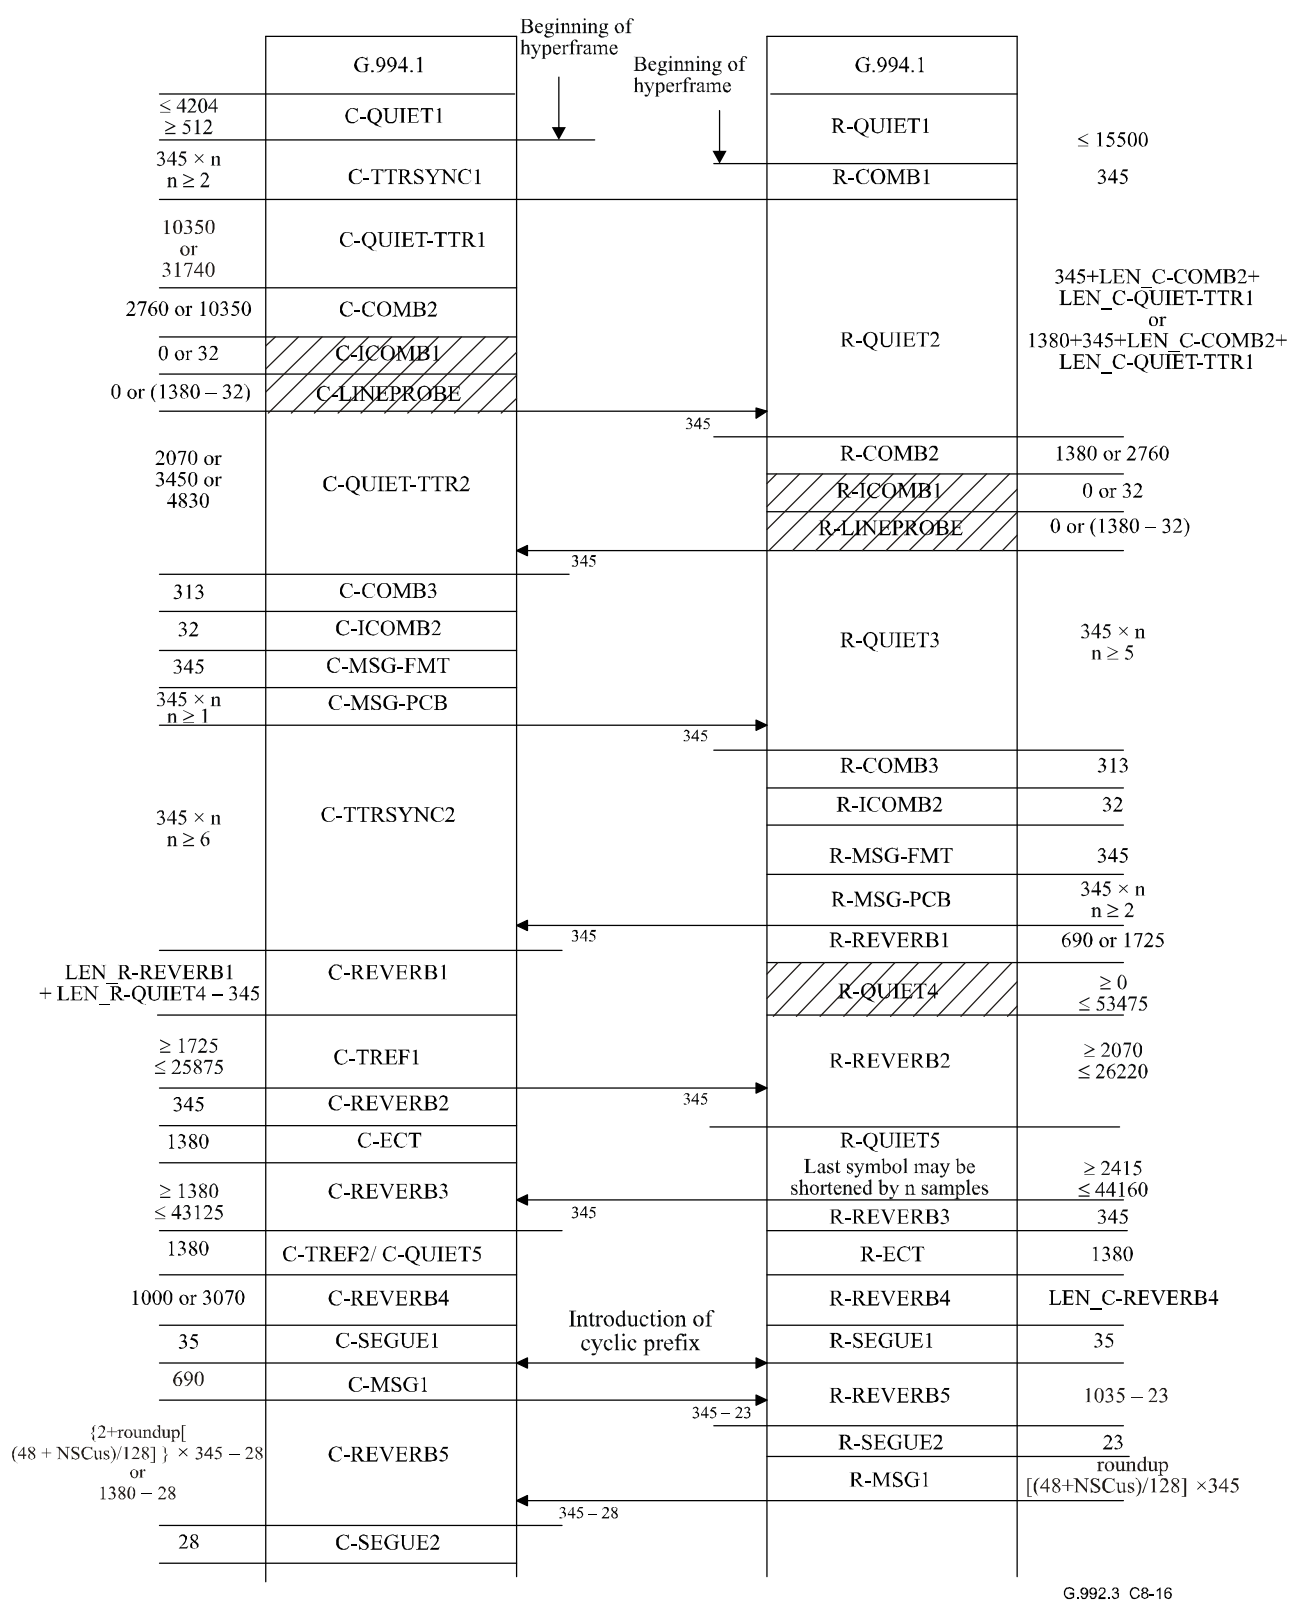 Beginning of
hyperframe
Beginning of
hyperframe
G.994.1
G.994.1
≤ 4204
≥ 512
C-QUIET1
R-QUIET1
≤ 15500
345 × n
n ≥ 2
C-TTRSYNC1
R-COMB1
345
10350
or
31740
C-QUIET-TTR1
2760 or 10350
C-COMB2
R-QUIET2
345+LEN_C-COMB2+
LEN_C-QUIET-TTR1
or
1380+345+LEN_C-COMB2+
LEN_C-QUIET-TTR1
0 or 32
C-ICOMB1
0 or (1380 – 32)
C-LINEPROBE
345
2070 or
3450 or
4830
C-QUIET-TTR2
R-COMB2
1380 or 2760
R-ICOMB1
0 or 32
R-LINEPROBE
0 or (1380 – 32)
345
313
C-COMB3
32
C-ICOMB2
R-QUIET3
345 × n
n ≥ 5
345
C-MSG-FMT
345 × n
n ≥ 1
C-MSG-PCB
345
R-COMB3
313
345 × n
n ≥ 6
C-TTRSYNC2
R-ICOMB2
32
R-MSG-FMT
345
R-MSG-PCB
345 × n
n ≥ 2
345
R-REVERB1
690 or 1725
LEN_R-REVERB1
+ LEN_R-QUIET4 – 345
C-REVERB1
R-QUIET4
≥ 0
≤ 53475
≥ 1725
≤ 25875
C-TREF1
R-REVERB2
≥ 2070
≤ 26220
345
C-REVERB2
345
1380
C-ECT
R-QUIET5
Last symbol may be
shortened by n samples
≥ 2415
≤ 44160
≥ 1380
≤ 43125
C-REVERB3
345
R-REVERB3
345
1380
C-TREF2/ C-QUIET5
R-ECT
1380
1000 or 3070
C-REVERB4
R-REVERB4
LEN_C-REVERB4
Introduction of
cyclic prefix
35
C-SEGUE1
R-SEGUE1
35
690
C-MSG1
R-REVERB5
1035 – 23
345 – 23
{2+roundup[
(48 + NSCus)/128] } × 345 – 28
or
1380 – 28
C-REVERB5
R-SEGUE2
23
R-MSG1
roundup
[(48+NSCus)/128] ×345
345 – 28
28
C-SEGUE2
G.992.3 C8-16